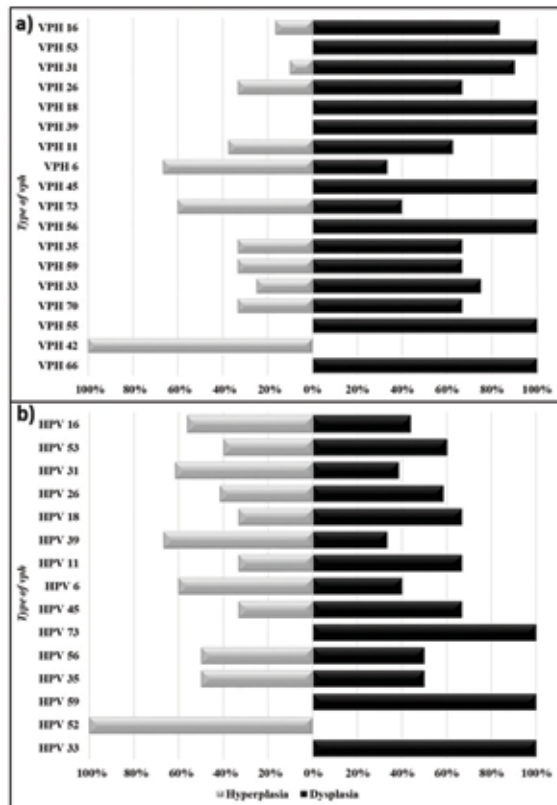 a)
VPH 16
VPH 53
VPH 31
VPH 26
VPH 18
VPH 39
VPH 11
VPH 6
VPH 45
VPH 73
VPH 56
VPH 35
VPH 59
VPH 33
VPH 70
VPH 55
VPH 42
VPH 66
Type of vph
100% 80% 60% 40% 20% 0% 20% 40% 60% 80% 100%
b)
HPV 16
HPV 53
HPV 31
HPV 26
HPV 18
HPV 39
HPV 11
HPV 6
HPV 45
HPV 73
HPV 56
HPV 35
HPV 59
HPV 52
HPV 33
Type of vph
100% 80% 60% 40% 20% 0% 20% 40% 60% 80% 100%
Hyperplasia Dysplasia